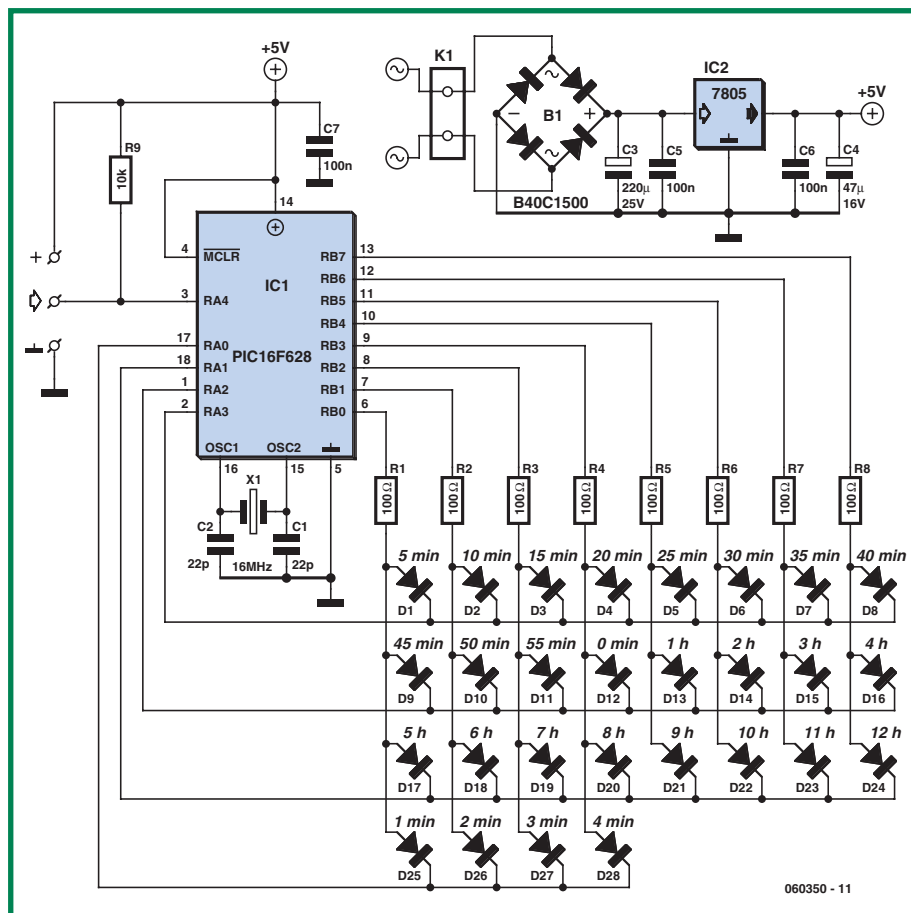 +5V
K1
IC2
7805
+5V
R9
10k
C7
100n
B1
B40C1500
C3
220µ
25V
C5
100n
C6
100n
C4
47µ
16V
14
4
MCLR
3
RA4
17
RA0
18
RA1
1
RA2
2
RA3
IC1
PIC16F628
RB7
13
RB6
12
RB5
11
RB4
10
RB3
9
RB2
8
RB1
7
RB0
6
OSC1
OSC2
16
15
5
X1
C2
22p
C1
22p
16MHz
R1
R2
R3
R4
R5
R6
R7
R8
100Ω
100Ω
100Ω
100Ω
100Ω
100Ω
100Ω
100Ω
5 min 10 min 15 min 20 min 25 min 30 min 35 min 40 min
D1 D2 D3 D4 D5 D6 D7 D8
45 min 50 min 55 min 0 min 1 h 2 h 3 h 4 h
D9 D10 D11 D12 D13 D14 D15 D16
5 h 6 h 7 h 8 h 9 h 10 h 11 h 12 h
D17 D18 D19 D20 D21 D22 D23 D24
1 min 2 min 3 min 4 min
D25 D26 D27 D28
060350 - 11